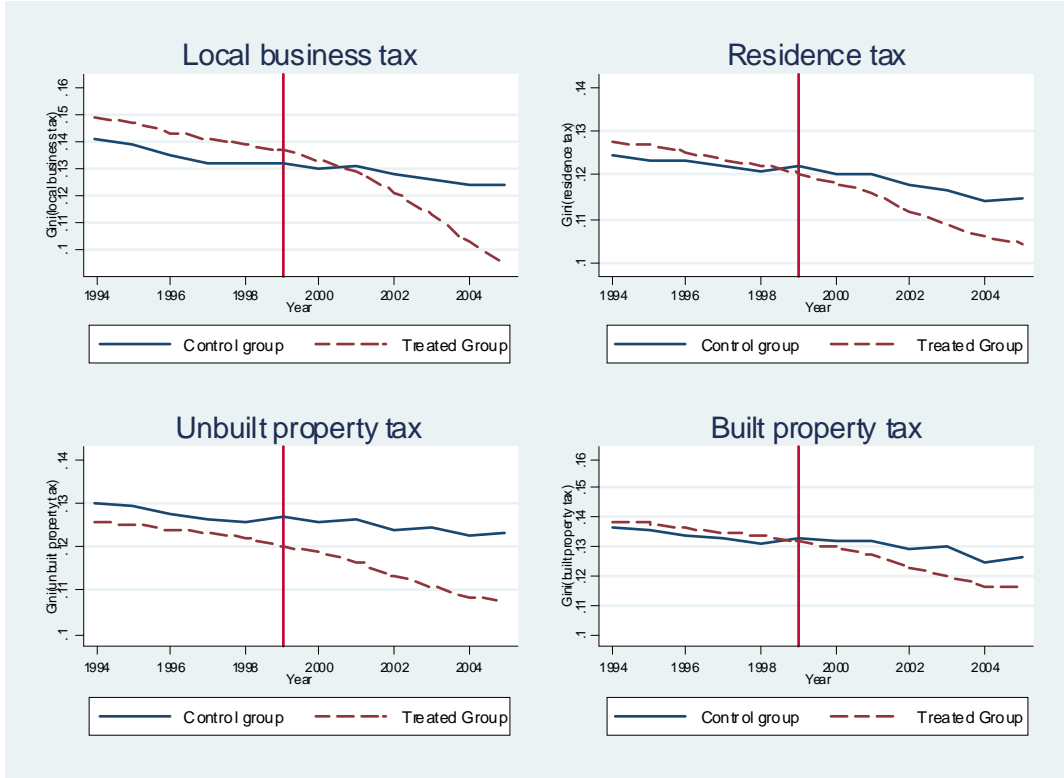 Local business tax
Gini(local business tax)
.16
.15
.14
.13
.12
.11
.1
1994 1996 1998 2000 2002 2004
Year
Control group Treated Group
Residence tax
Gini(residence tax)
.14
.13
.12
.11
.1
1994 1996 1998 2000 2002 2004
Year
Control group Treated Group
Unbuilt property tax
Gini(unbuilt property tax)
.14
.13
.12
.11
.1
1994 1996 1998 2000 2002 2004
Year
Control group Treated Group
Built property tax
Gini(built property tax)
.16
.15
.14
.13
.12
.11
.1
1994 1996 1998 2000 2002 2004
Year
Control group Treated Group